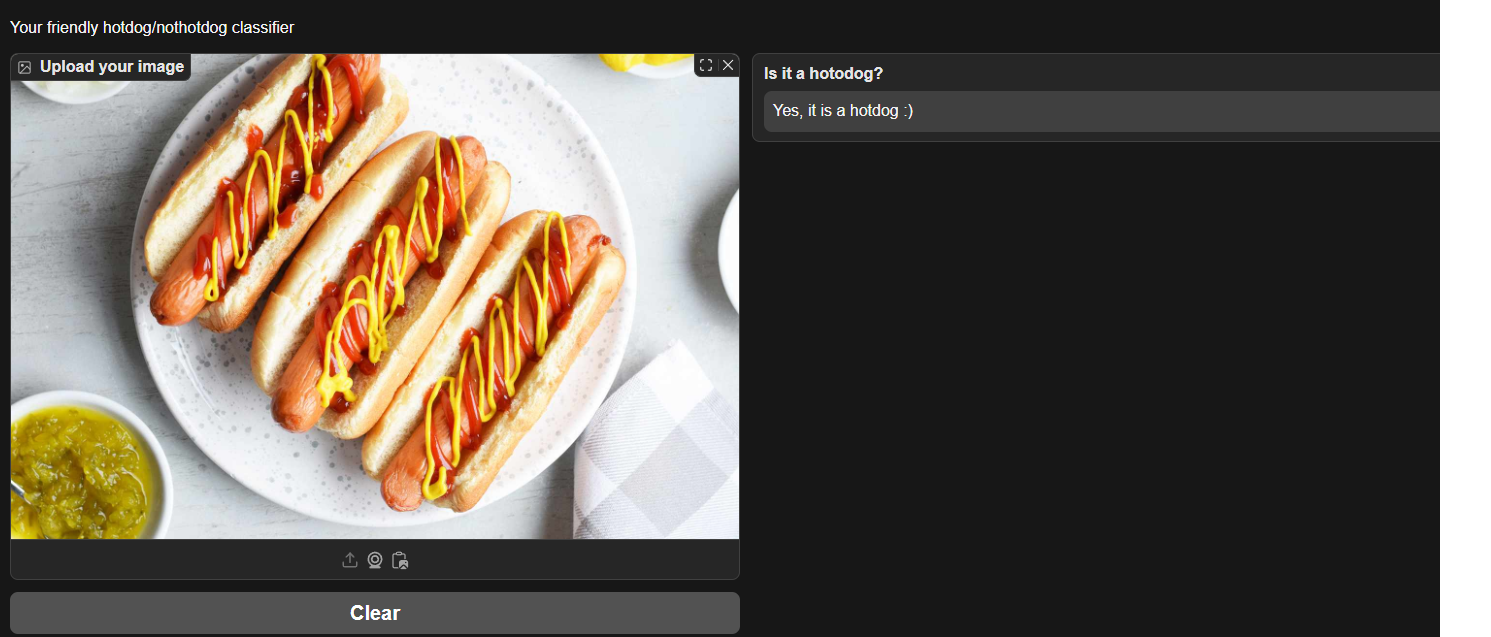 Your friendly hotdog/nothotdog classifier
Upload your image
Is it a hotodog?
Yes, it is a hotdog :)
Clear